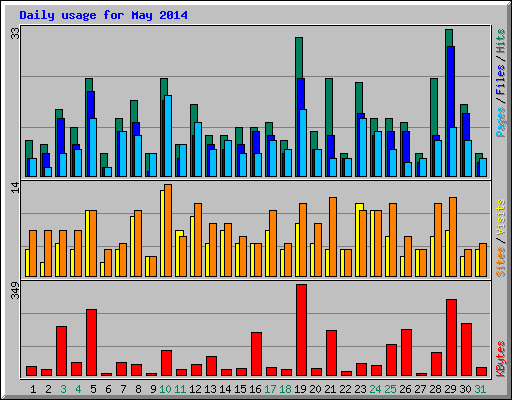 Daily usage for May 2014
33
Pages / Files / Hits
14
Sites / Visits
349
KBytes
1 2 3 4 5 6 7 8 9 10 11 12 13 14 15 16 17 18 19 20 21 22 23 24 25 26 27 28 29 30 31